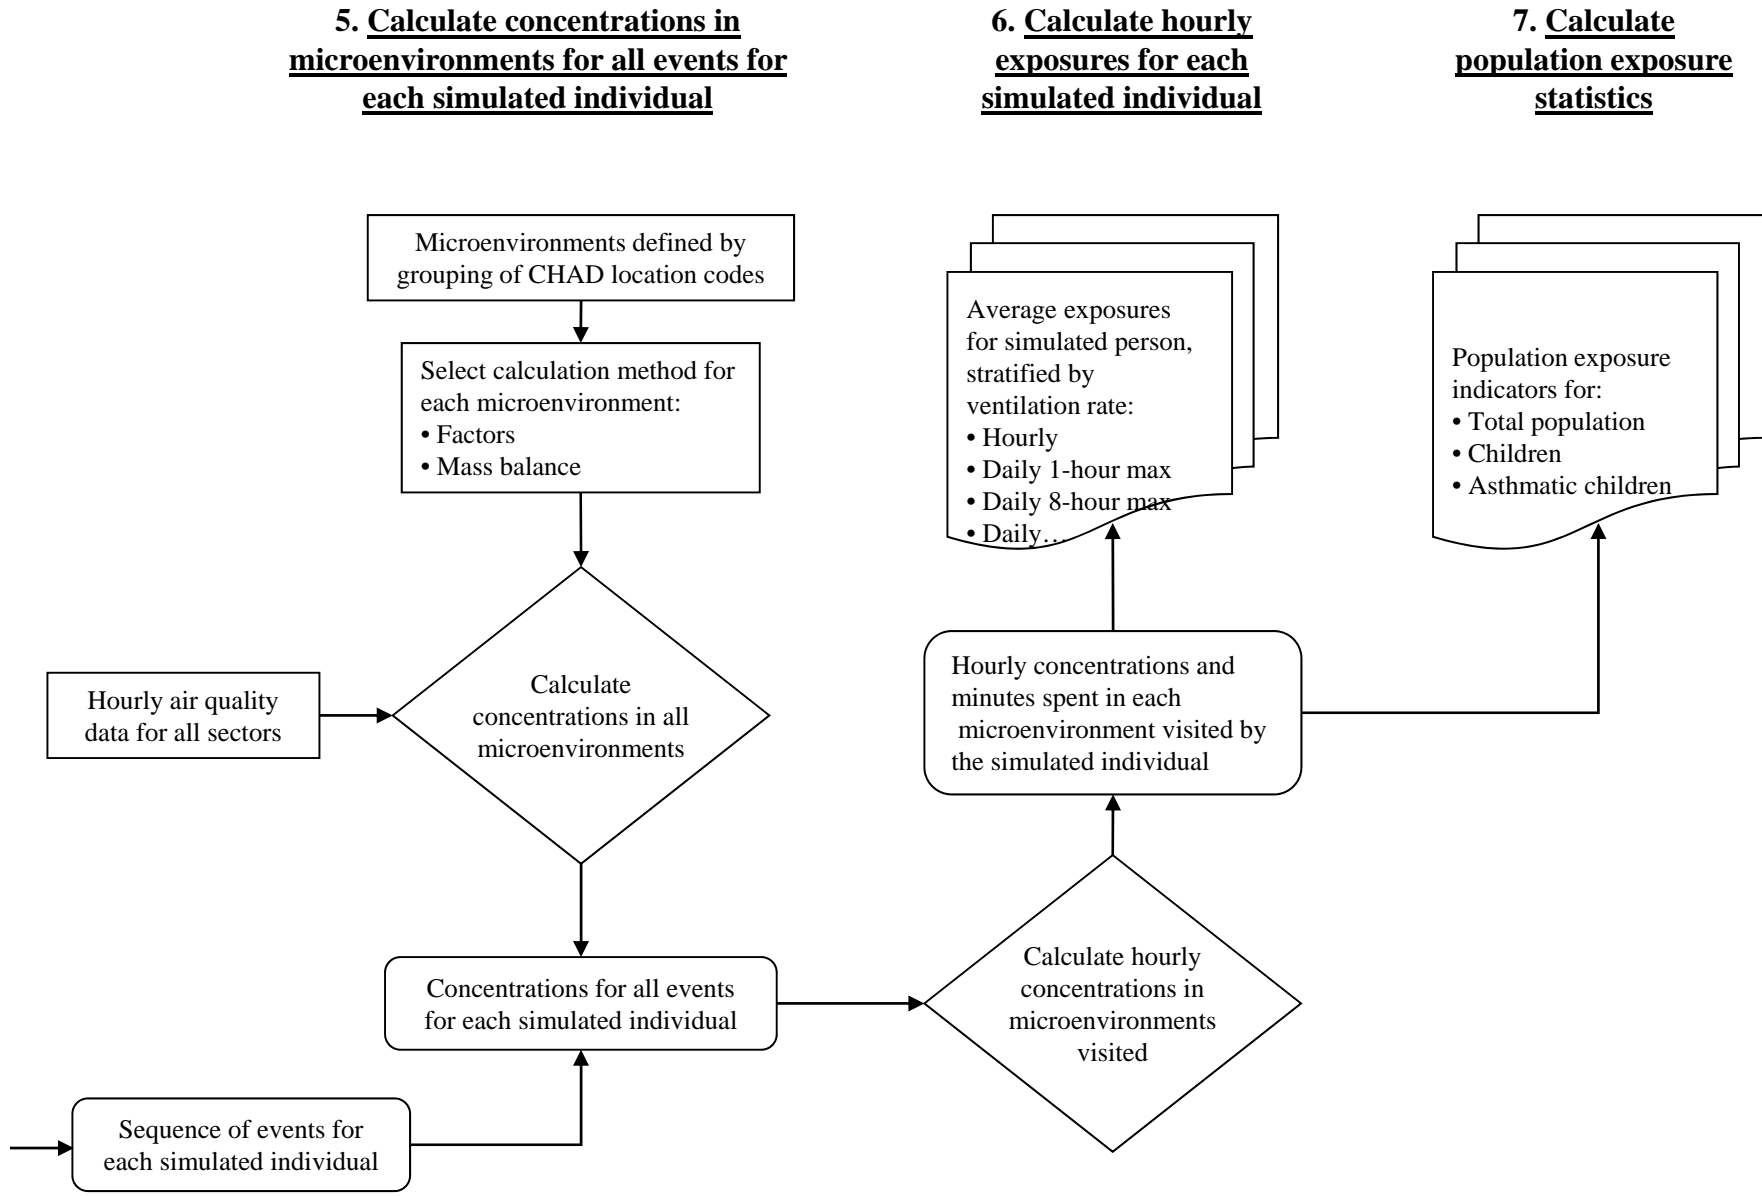 5. Calculate concentrations in
microenvironments for all events for
each simulated individual
6. Calculate hourly
exposures for each
simulated individual
7. Calculate
population exposure
statistics
Microenvironments defined by
grouping of CHAD location codes
Select calculation method for
each microenvironment:
• Factors
• Mass balance
Hourly air quality
data for all sectors
Calculate
concentrations in all
microenvironments
Concentrations for all events
for each simulated individual
Sequence of events for
each simulated individual
Average exposures
for simulated person,
stratified by
ventilation rate:
• Hourly
• Daily 1-hour max
• Daily 8-hour max
• Daily…
Hourly concentrations and
minutes spent in each
microenvironment visited by
the simulated individual
Calculate hourly
concentrations in
microenvironments
visited
Population exposure
indicators for:
• Total population
• Children
• Asthmatic children